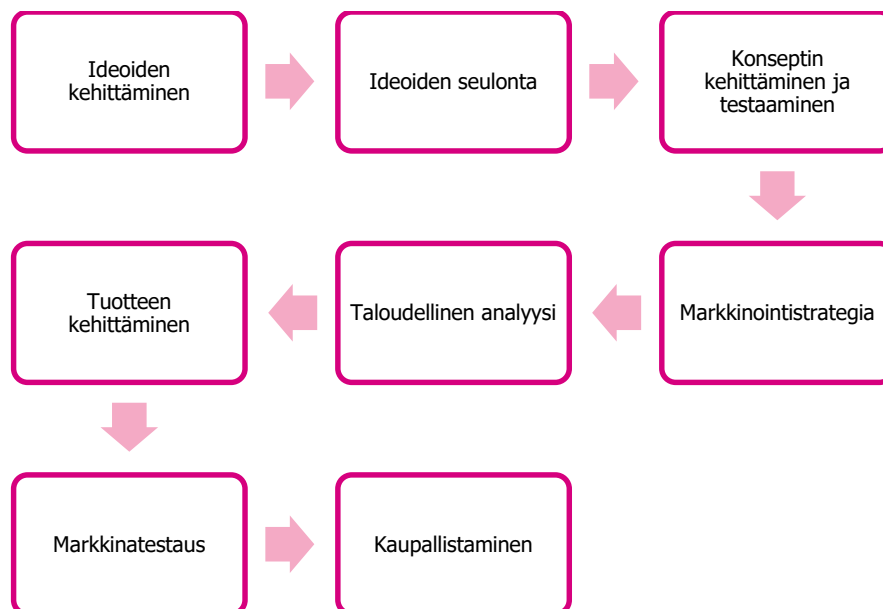 Ideoiden
kehittäminen
Ideoiden seulonta
Konseptin
kehittäminen ja
testaaminen
Markkinointistrategia
Taloudellinen analyysi
Tuotteen
kehittäminen
Markkinatestaus
Kaupallistaminen